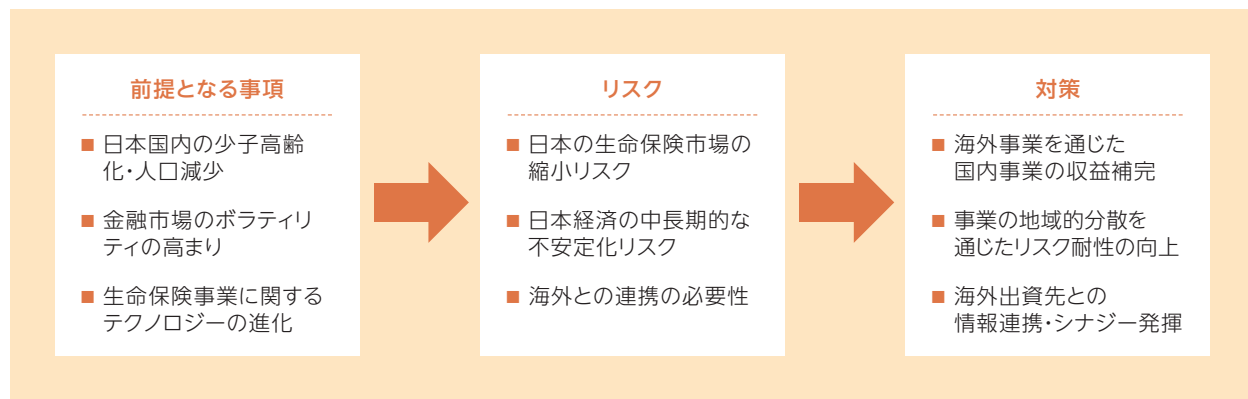 前提となる事項
■ 日本国内の少子高齢
化・人口減少
■ 金融市場のボラティリ
ティの高まり
■ 生命保険事業に関する
テクノロジーの進化
リスク
■ 日本の生命保険市場の
縮小リスク
■ 日本経済の中長期的な
不安定化リスク
■ 海外との連携の必要性
対策
■ 海外事業を通じた
国内事業の収益補完
■ 事業の地域的分散を
通じたリスク耐性の向上
■ 海外出資先との
情報連携・シナジー発揮